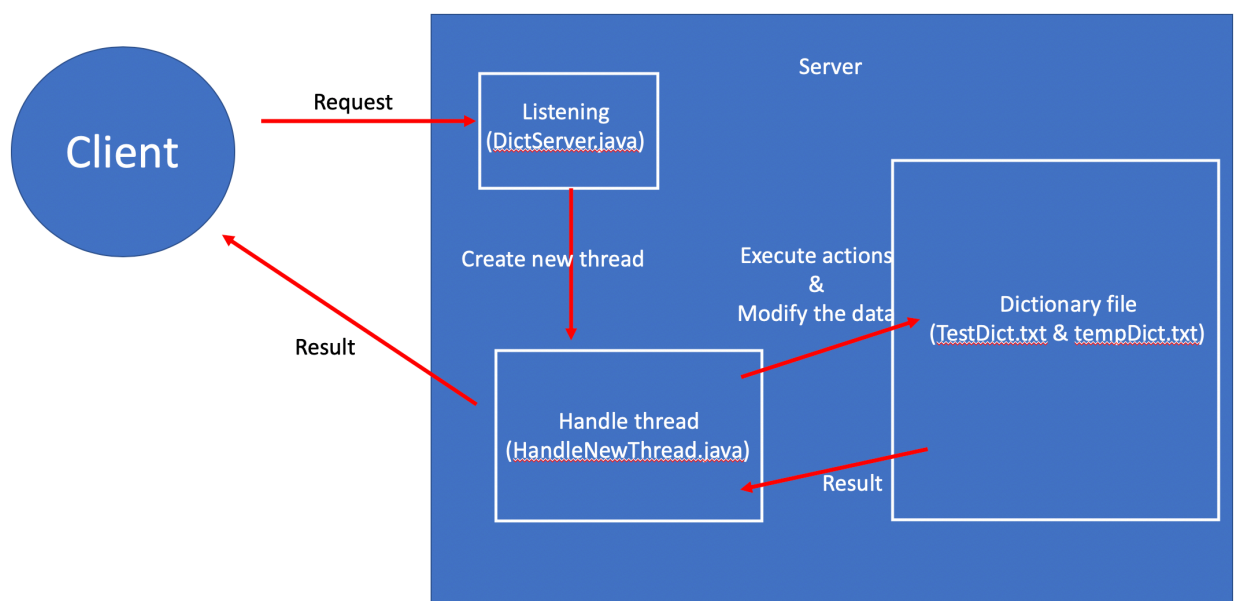 Server
Client
Request
Listening
(DictServer.java)
Create new thread
Execute actions
&
Modify the data
Dictionary file
(TestDict.txt & tempDict.txt)
Result
Handle thread
(HandleNewThread.java)
Result